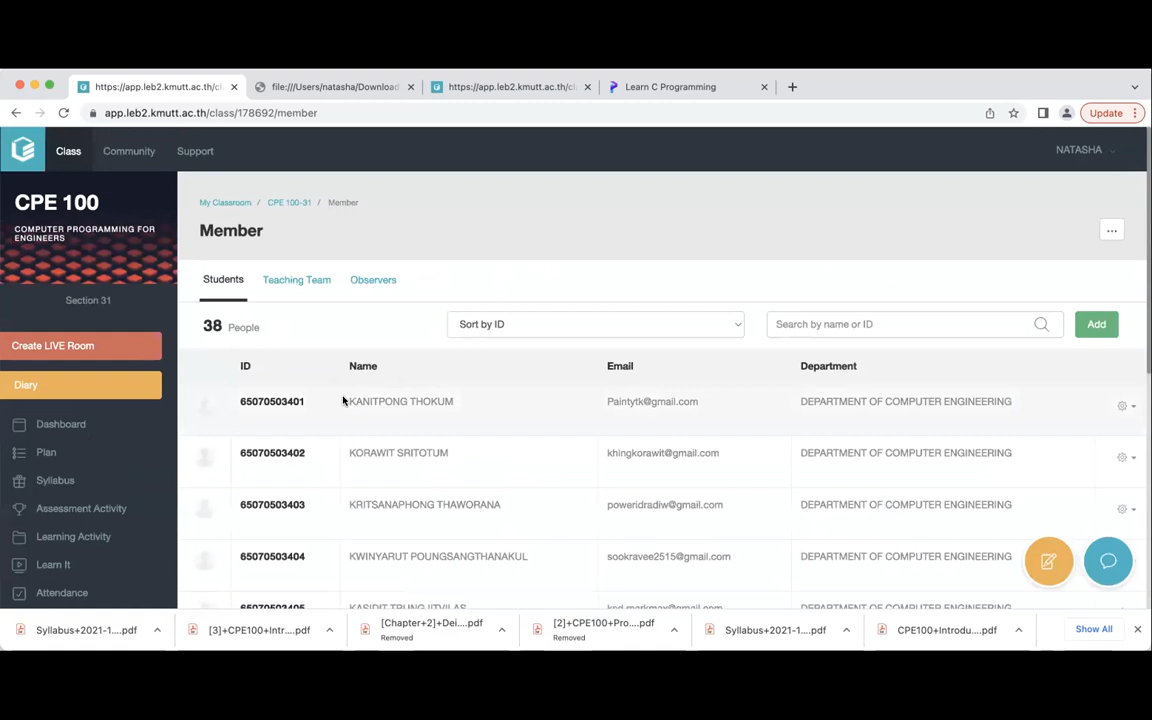 https://app.leb2.kmutt.ac.th/cl
file:///Users/natasha/Download
https://app.leb2.kmutt.ac.th/cl
Learn C Programming
app.leb2.kmutt.ac.th/class/178692/member
Update
Class
Community
Support
NATASHA
CPE 100
COMPUTER PROGRAMMING FOR
ENGINEERS
Section 31
Create LIVE Room
Diary
Dashboard
Plan
Syllabus
Assessment Activity
Learning Activity
Learn It
Attendance
My Classroom / CPE 100-31 / Member
Member
...
Students
Teaching Team
Observers
38 People
Sort by ID
Search by name or ID
Add
ID Name Email Department
65070503401 KANITPONG THOKUM Paintytk@gmail.com DEPARTMENT OF COMPUTER ENGINEERING
65070503402 KORAWIT SRITOTUM khingkorawit@gmail.com DEPARTMENT OF COMPUTER ENGINEERING
65070503403 KRITSANAPHONG THAWORANA poweridradiw@gmail.com DEPARTMENT OF COMPUTER ENGINEERING
65070503404 KWINYARUT POUNGSANGTHANAKUL sookravee2515@gmail.com DEPARTMENT OF COMPUTER ENGINEERING
Syllabus+2021-1....pdf
[3]+CPE100+Intr....pdf
[Chapter+2]+Dei....pdf
Removed
[2]+CPE100+Pro....pdf
Removed
Syllabus+2021-1....pdf
CPE100+Introdu....pdf
Show All